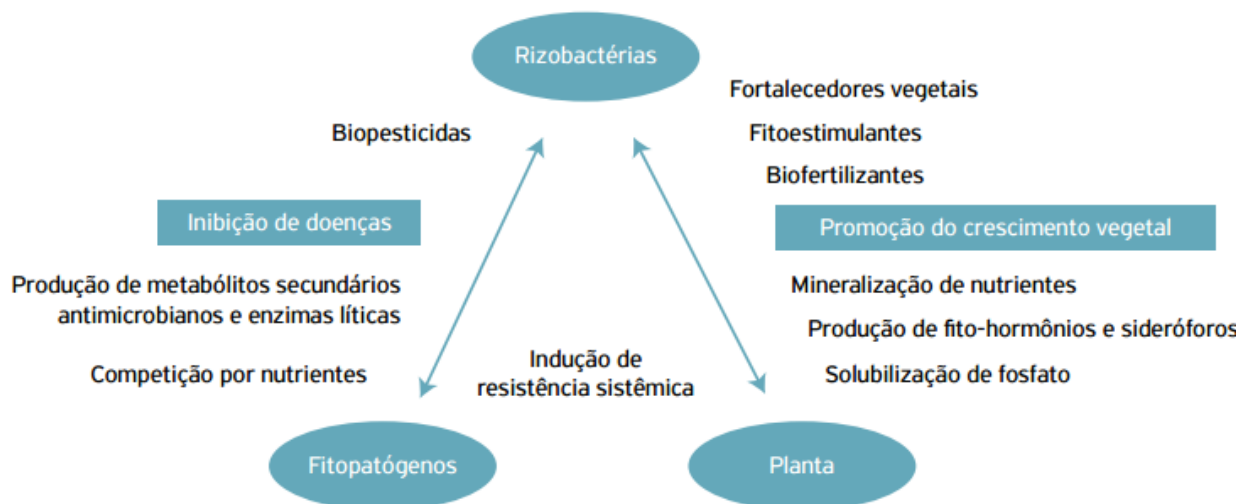 Rizobactérias
Fortalecedores vegetais
Biopesticidas
Fitoestimulantes
Biofertilizantes
Inibição de doenças
Promoção do crescimento vegetal
Produção de metabólitos secundários
antimicrobianos e enzimas líticas
Mineralização de nutrientes
Produção de fito-hormônios e sideróforos
Competição por nutrientes
Indução de
resistência sistêmica
Solubilização de fosfato
Fitopatógenos
Planta